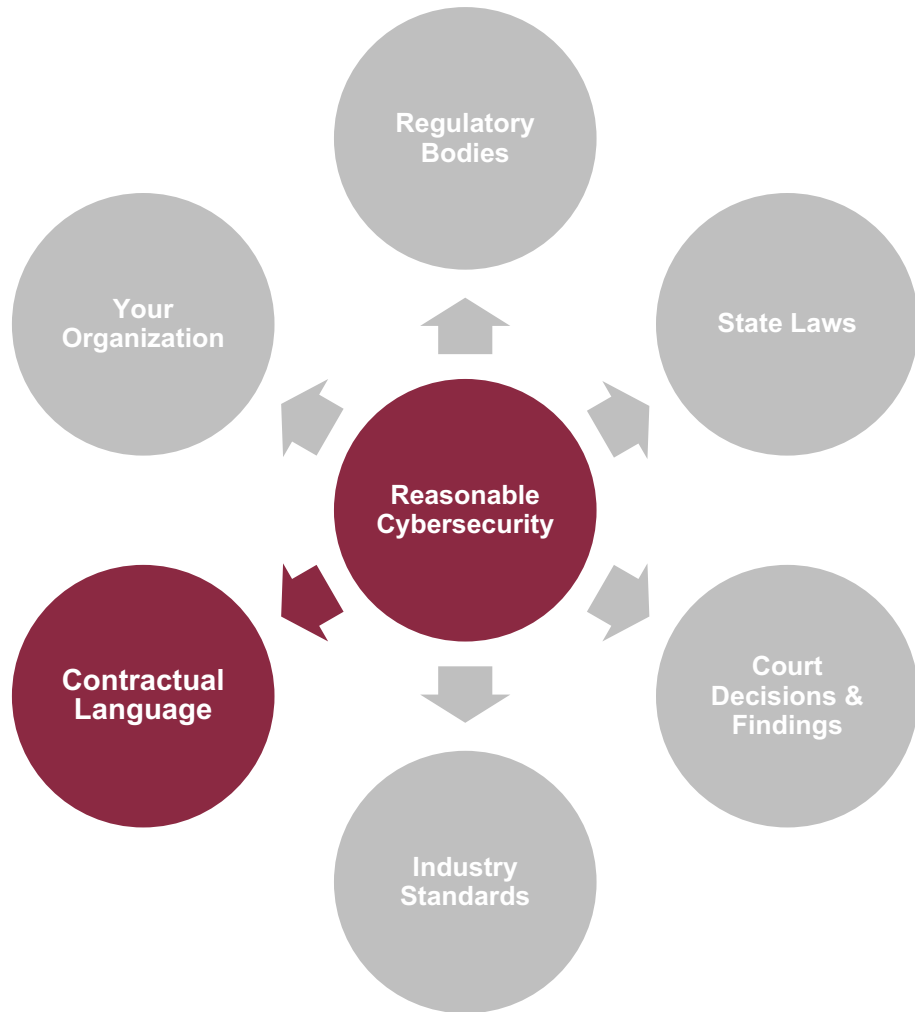 Regulatory
Bodies
Your
Organization
State Laws
Reasonable
Cybersecurity
Contractual
Language
Court
Decisions &
Findings
Industry
Standards